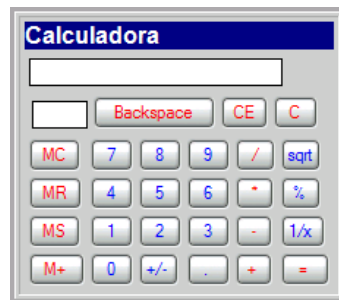 Calculadora
Backspace CE C
MC 7 8 9 / sqrt
MR 4 5 6 * %
MS 1 2 3 - 1/x
M+ 0 +/- . + =